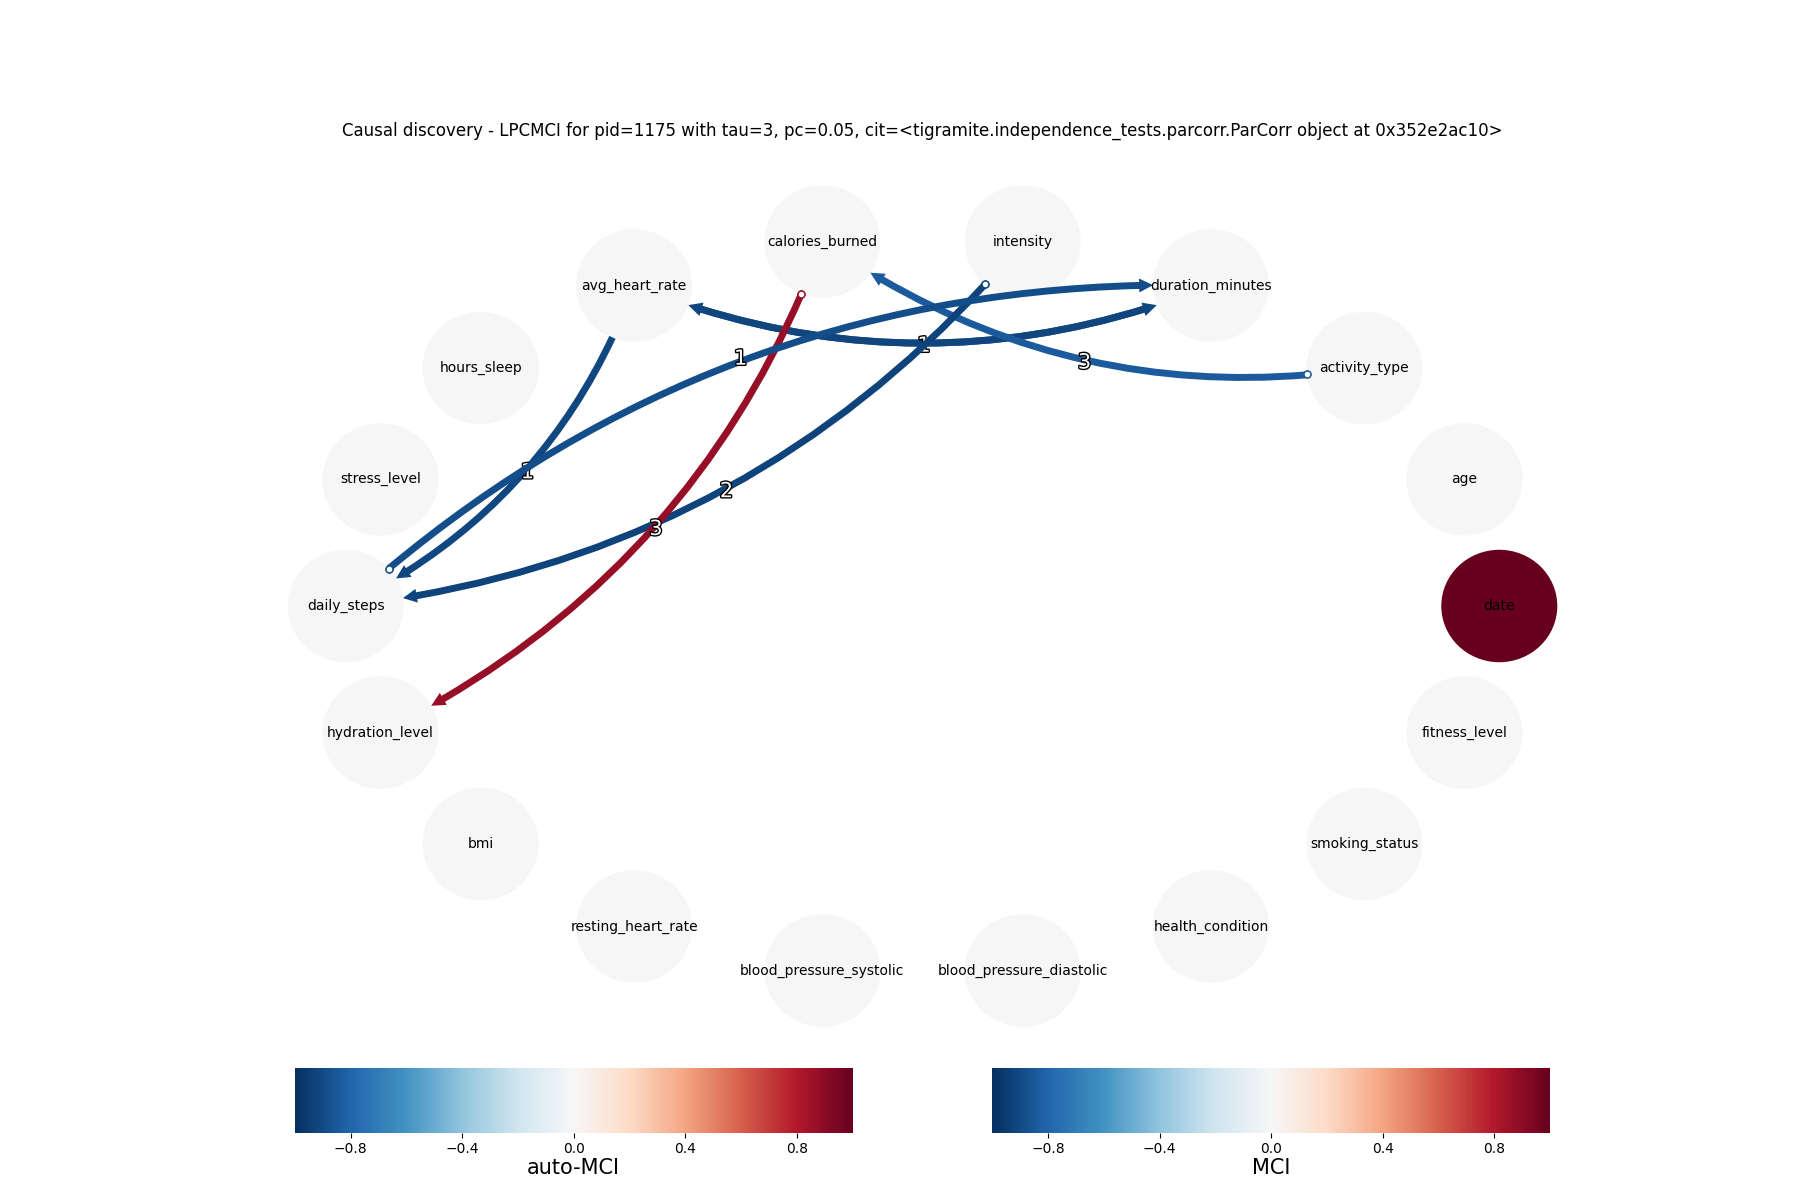 Causal discovery - LPCMCI for pid=1175 with tau=3, pc=0.05, cit=<tigramite.independence_tests.parcorr.ParCorr object at 0x352e2ac10>
calories_burned
intensity
avg_heart_rate
duration_minutes
1
1
3
hours_sleep
activity_type
1
stress_level
age
2
3
daily_steps
date
hydration_level
fitness_level
bmi
smoking_status
resting_heart_rate
health_condition
blood_pressure_systolic
blood_pressure_diastolic
−0.8 −0.4 0.0 0.4 0.8
auto-MCI
−0.8 −0.4 0.0 0.4 0.8
MCI